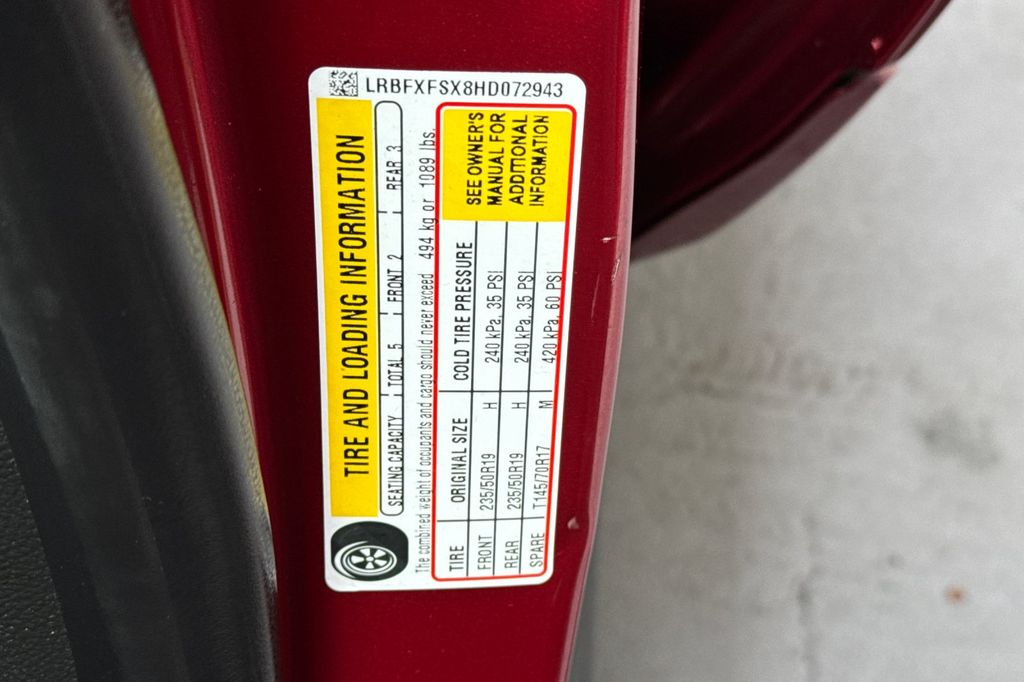 LRBFXFSX8HD072943
TIRE AND LOADING INFORMATION
SEATING CAPACITY TOTAL 5 FRONT 2 REAR 3
The combined weight of occupants and cargo should never exceed 494 kg or 1089 lbs.
TIRE ORIGINAL SIZE COLD TIRE PRESSURE
FRONT 235/50R19 H 240 kPa, 35 PSI
REAR 235/50R19 H 240 kPa, 35 PSI
SPARE T145/70R17 M 420 kPa, 60 PSI
SEE OWNER'S
MANUAL FOR
ADDITIONAL
INFORMATION